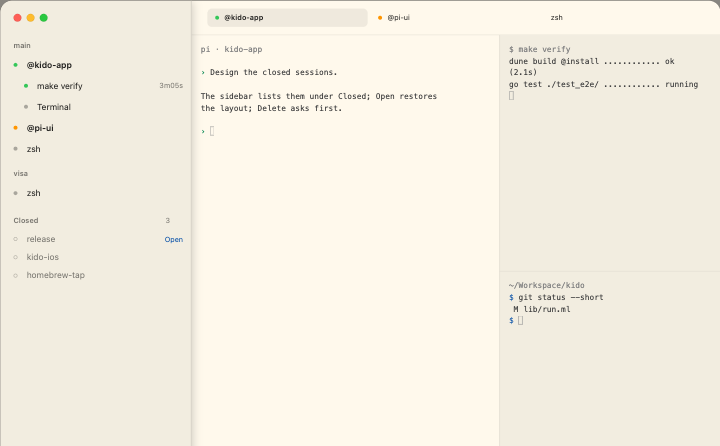 main
@kido-app
make verify 3m05s
Terminal
@pi-ui
zsh
visa
zsh
Closed 3
release Open
kido-ios
homebrew-tap
@kido-app @pi-ui zsh
pi · kido-app
› Design the closed sessions.
The sidebar lists them under Closed; Open restores
the layout; Delete asks first.
›
$ make verify
dune build @install ............ ok
(2.1s)
go test ./test_e2e/ ............ running
~/Workspace/kido
$ git status --short
M lib/run.ml
$